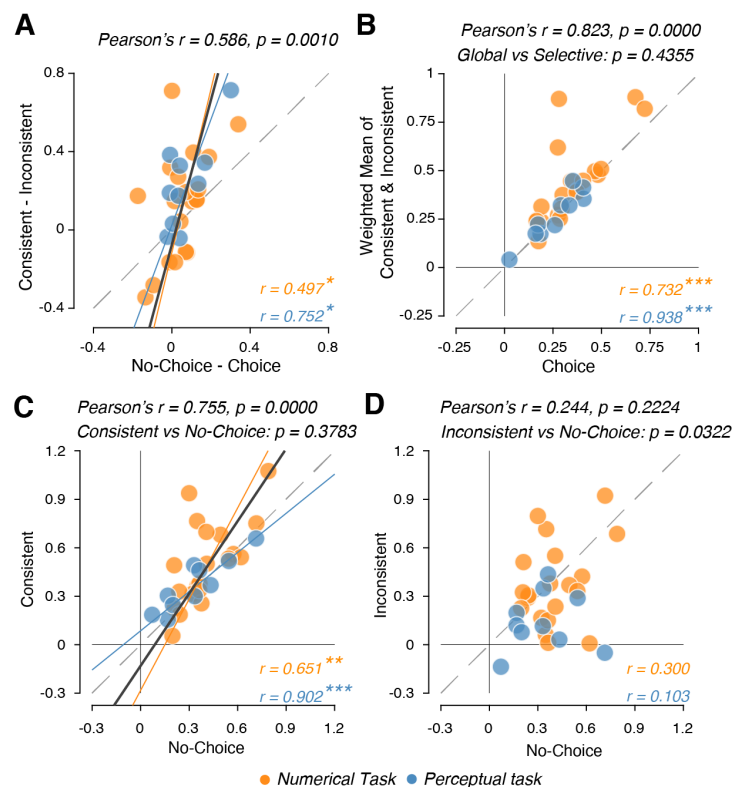 A
Pearson's r = 0.586, p = 0.0010
0.8
0.4
0
-0.4
Consistent - Inconsistent
r = 0.497*
r = 0.752*
-0.4
0
0.4
0.8
No-Choice - Choice
B
Pearson's r = 0.823, p = 0.0000
Global vs Selective: p = 0.4355
1
0.75
0.5
0.25
0
-0.25
Weighted Mean of
Consistent & Inconsistent
r = 0.732***
r = 0.938***
-0.25
0
0.25
0.5
0.75
1
Choice
C
Pearson's r = 0.755, p = 0.0000
Consistent vs No-Choice: p = 0.3783
1.2
0.9
0.6
0.3
0
-0.3
Consistent
r = 0.651**
r = 0.902***
-0.3
0
0.3
0.6
0.9
1.2
No-Choice
D
Pearson's r = 0.244, p = 0.2224
Inconsistent vs No-Choice: p = 0.0322
1.2
0.9
0.6
0.3
0
-0.3
Inconsistent
r = 0.300
r = 0.103
-0.3
0
0.3
0.6
0.9
1.2
No-Choice
Numerical Task
Perceptual task